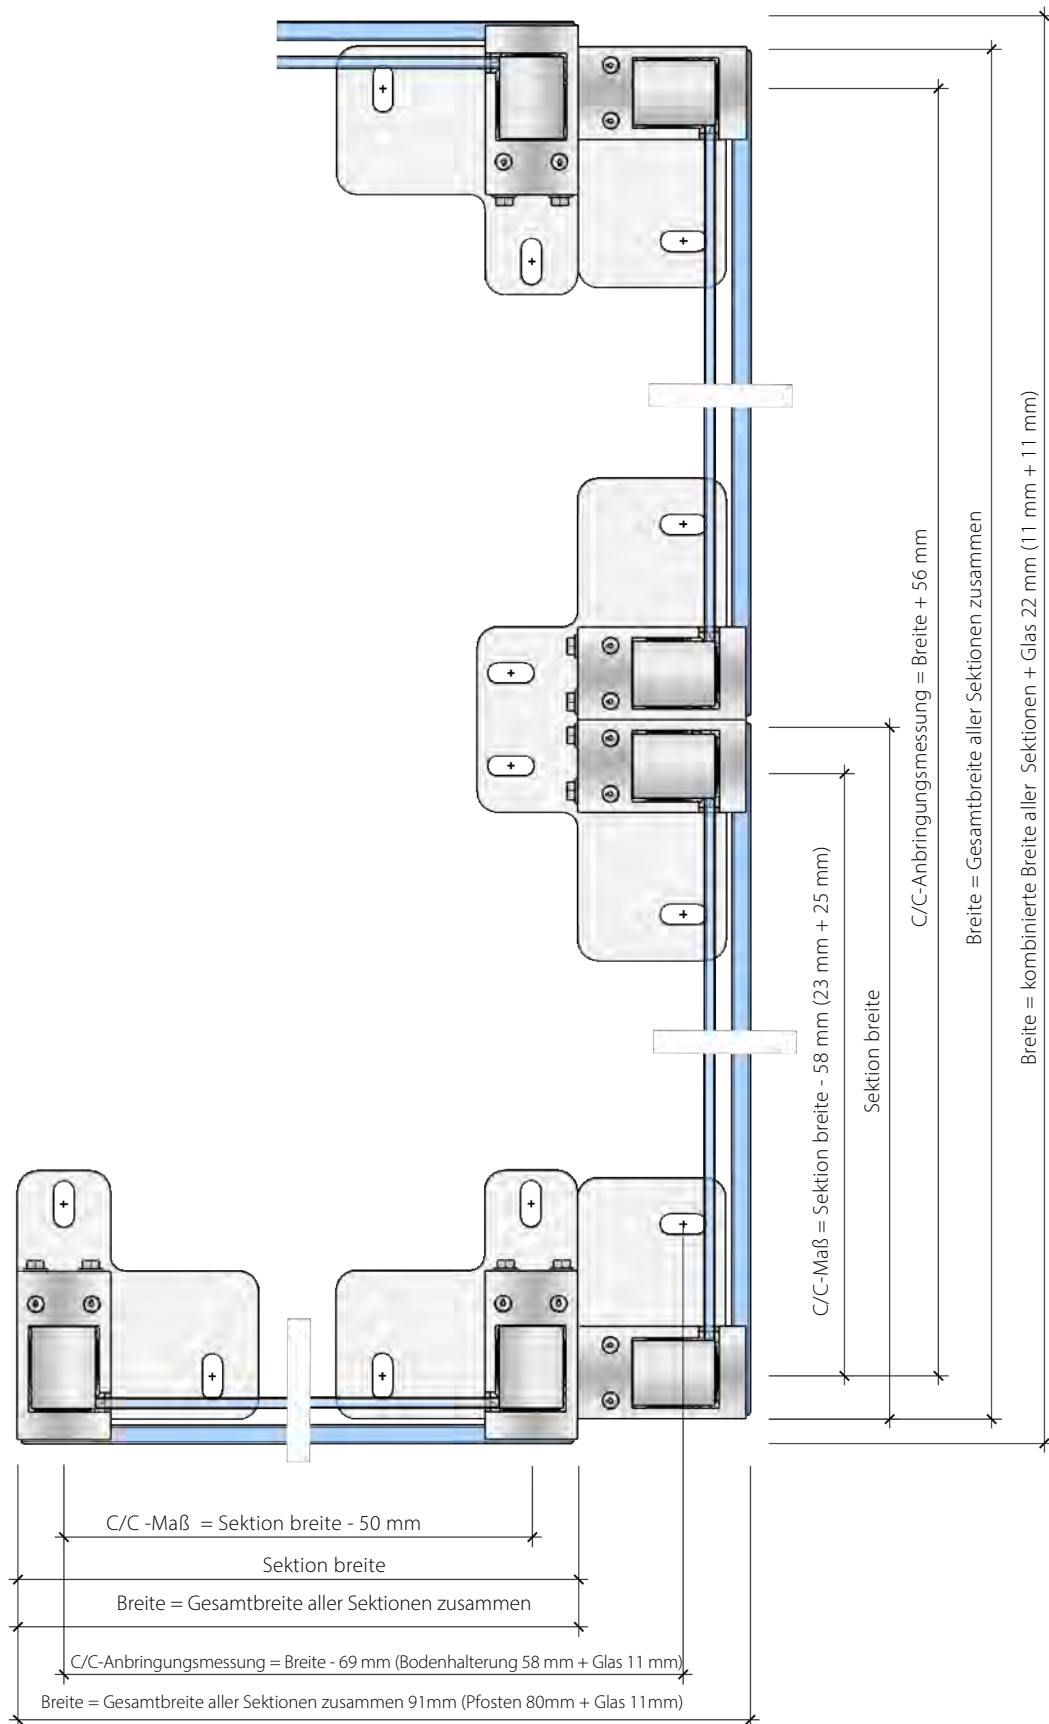 C/C-Anbringungsmessung = Breite + 56 mm
Breite = Gesamtbreite aller Sektionen zusammen
Breite = kombinierte Breite aller Sektionen + Glas 22 mm (11 mm + 11 mm)
C/C-Maß = Sektion breite - 58 mm (23 mm + 25 mm)
Sektion breite
C/C -Maß = Sektion breite - 50 mm
Sektion breite
Breite = Gesamtbreite aller Sektionen zusammen
C/C-Anbringungsmessung = Breite - 69 mm (Bodenhalterung 58 mm + Glas 11 mm)
Breite = Gesamtbreite aller Sektionen zusammen 91mm (Pfosten 80mm + Glas 11mm)